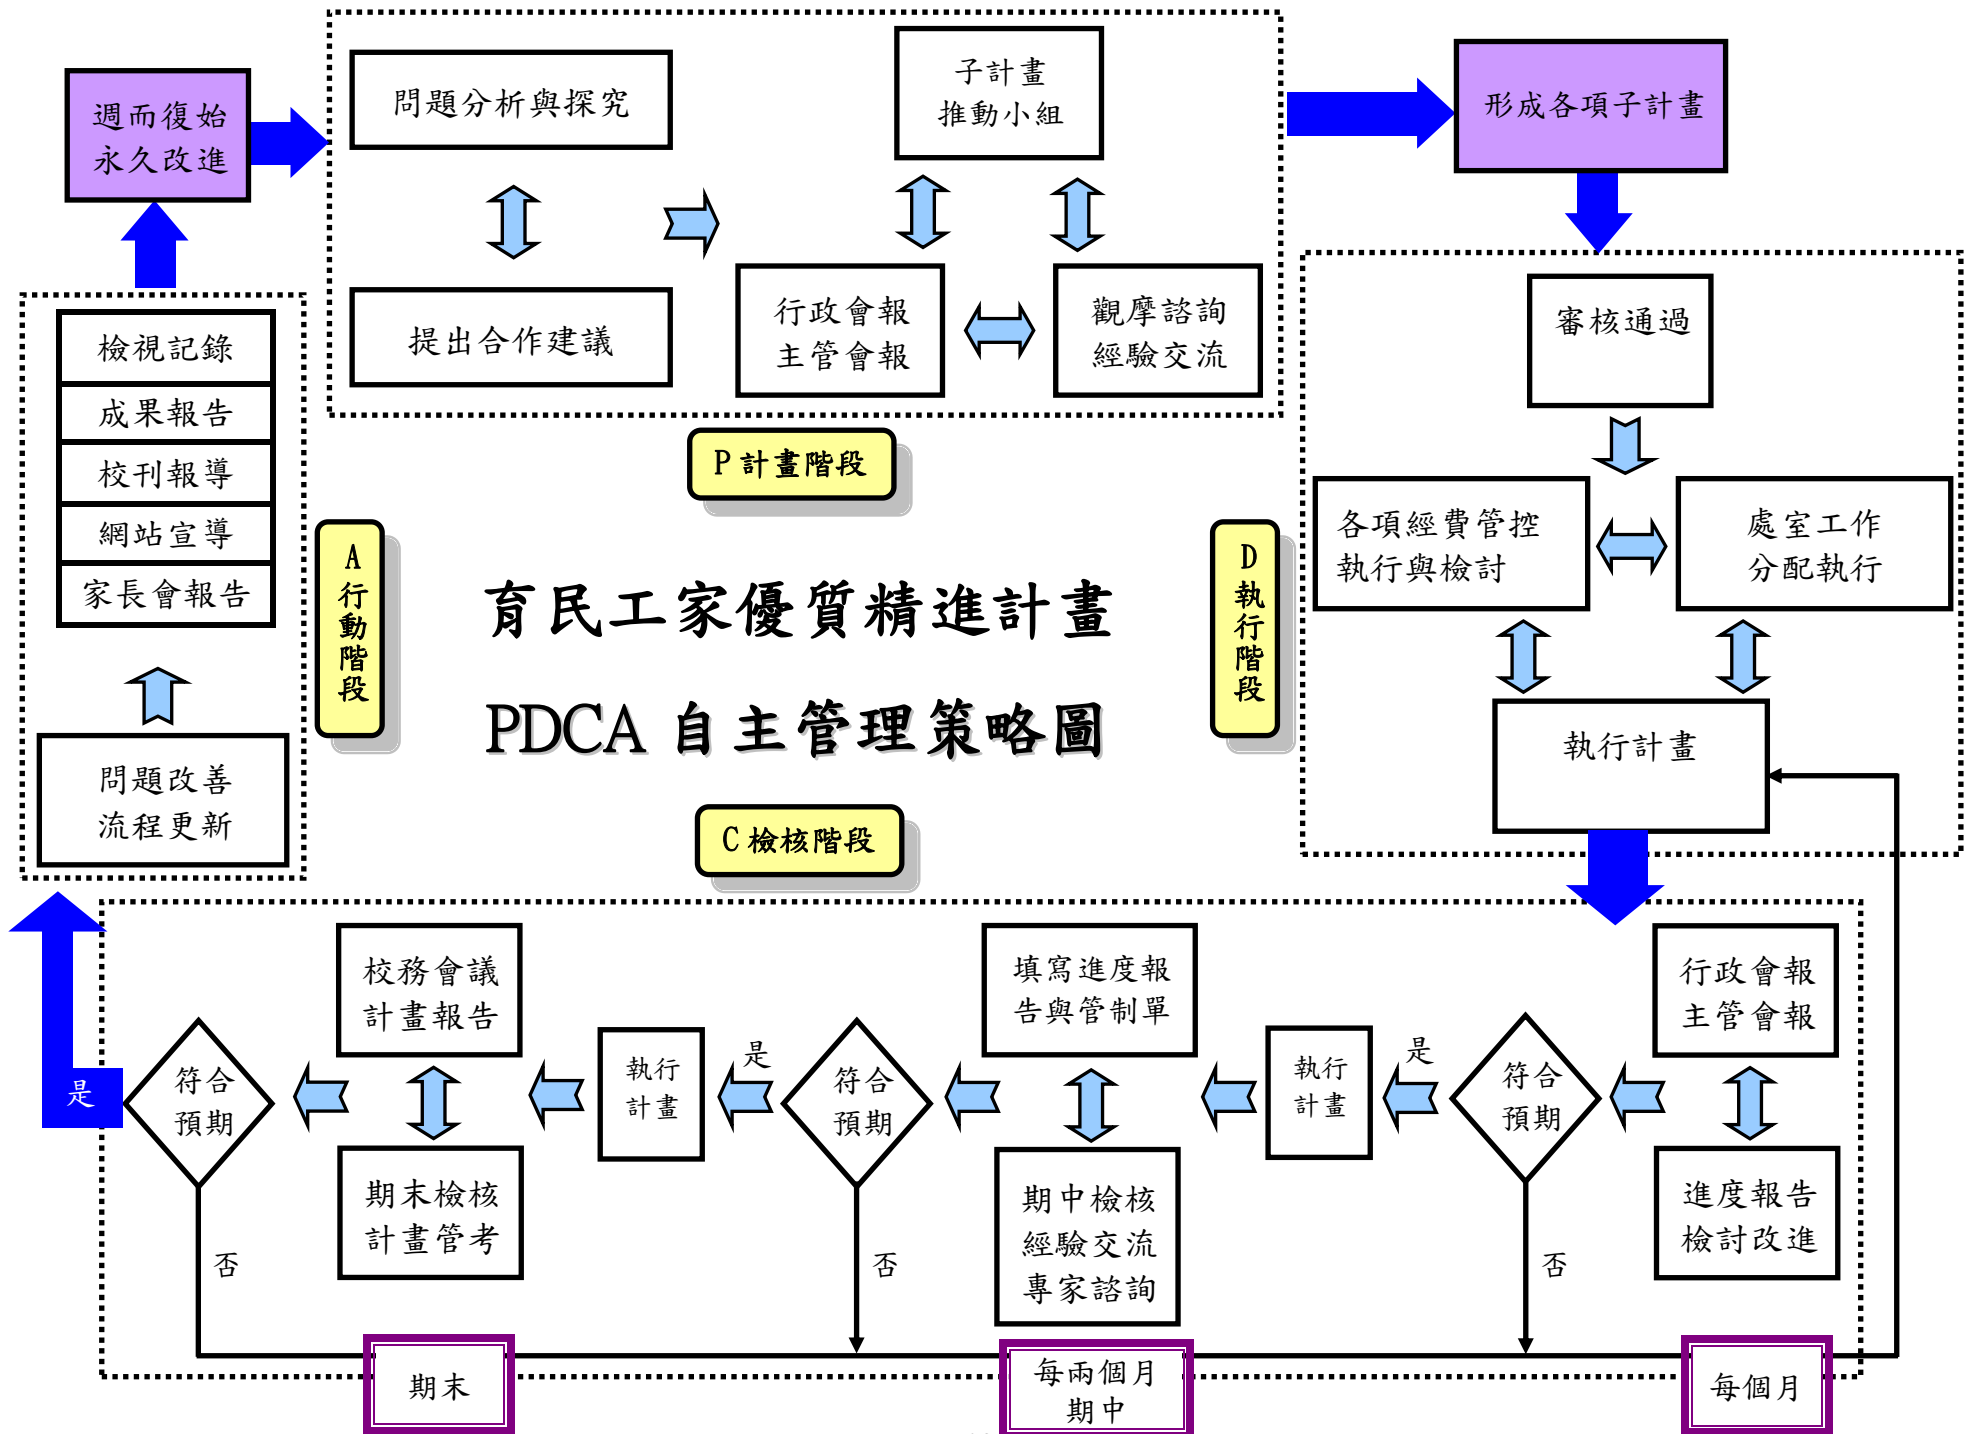 週而復始
永久改進
問題分析與探究
提出合作建議
子計畫
推動小組
行政會報
主管會報
觀摩諮詢
經驗交流
形成各項子計畫
P 計畫階段
審核通過
各項經費管控
執行與檢討
處室工作
分配執行
執行計畫
D
執
行
階
段
檢視記錄
成果報告
校刊報導
網站宣導
家長會報告
問題改善
流程更新
A
行
動
階
段
育民工家優質精進計畫
PDCA 自主管理策略圖
C 檢核階段
行政會報
主管會報
進度報告
檢討改進
符合
預期
是
否
執行
計畫
填寫進度報
告與管制單
期中檢核
經驗交流
專家諮詢
符合
預期
是
否
執行
計畫
校務會議
計畫報告
期末檢核
計畫管考
符合
預期
是
否
期末
每兩個月
期中
每個月